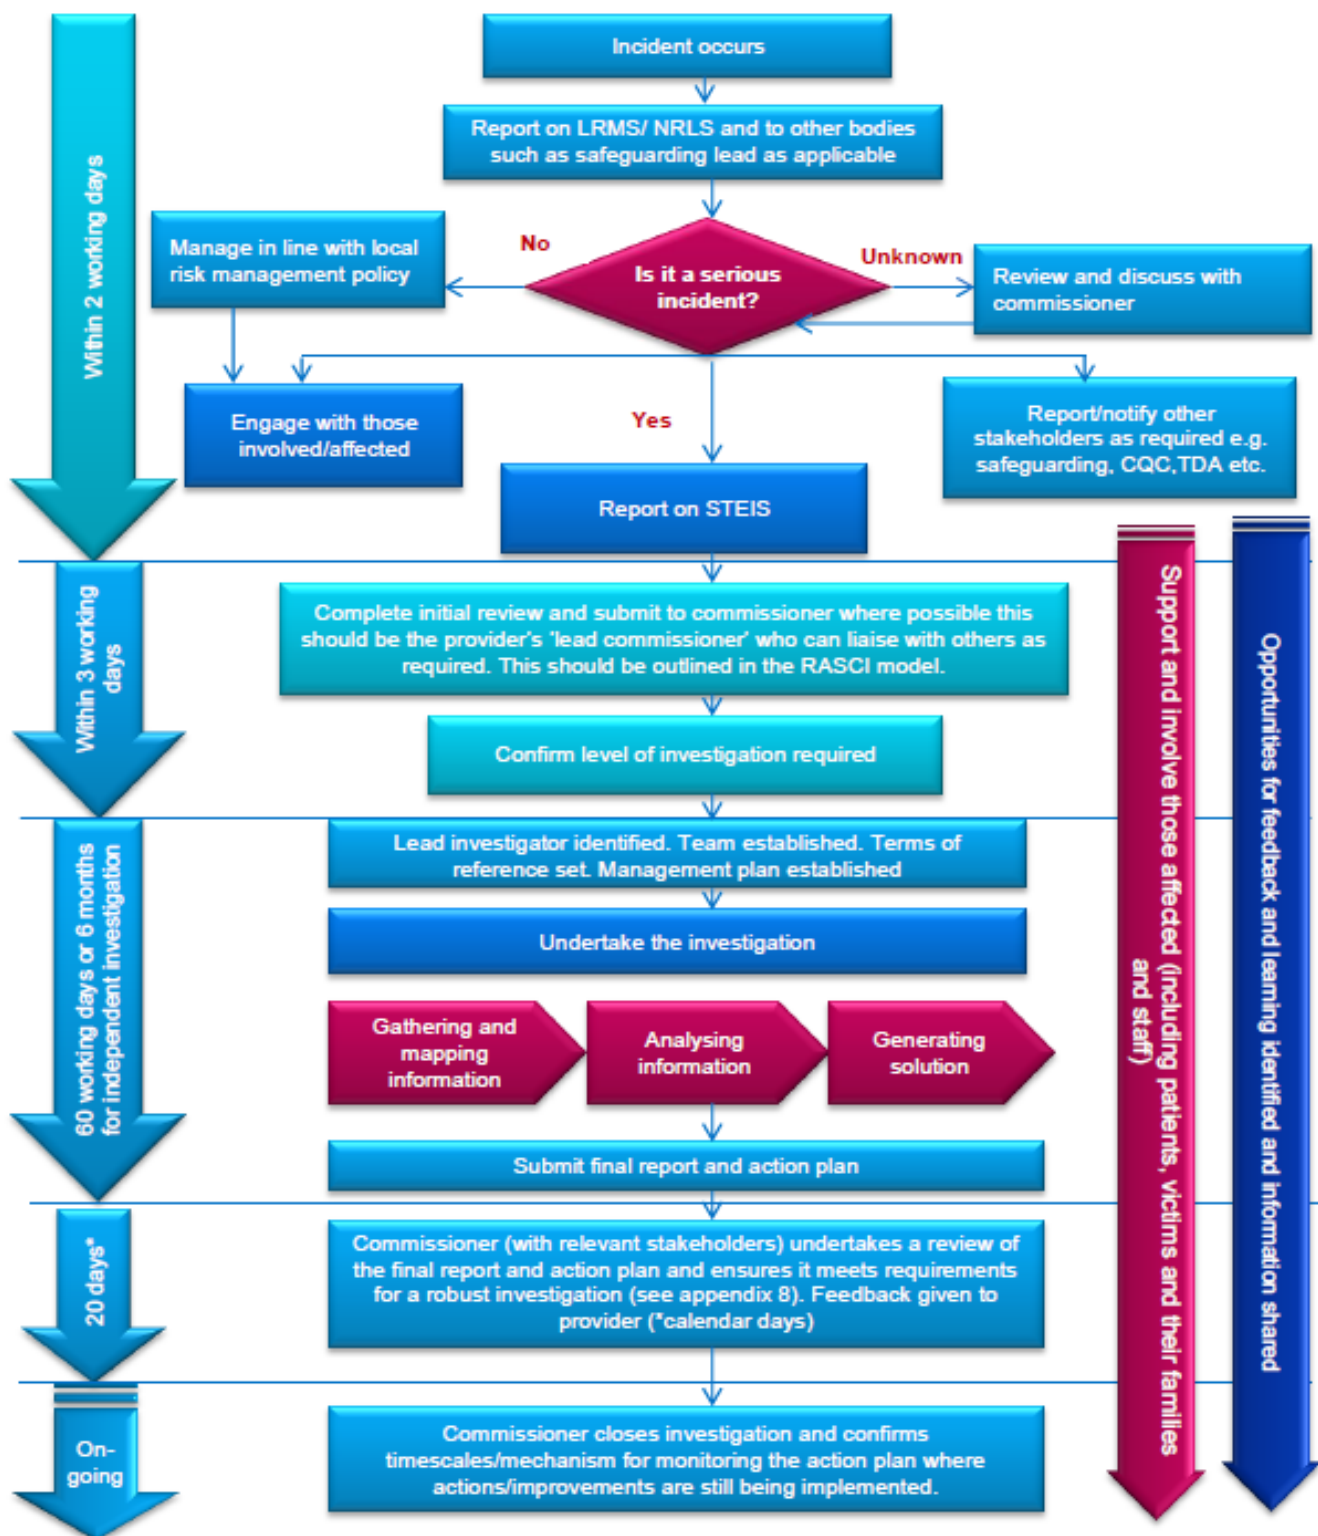 Incident occurs
Report on LRMS/ NRLS and to other bodies
such as safeguarding lead as applicable
Within 2 working days
Manage in line with local
risk management policy
No
Is it a serious
incident?
Unknown
Review and discuss with
commissioner
Engage with those
involved/affected
Yes
Report/notify other
stakeholders as required e.g.
safeguarding, CQC,TDA etc.
Report on STEIS
Within 3 working
days
Complete initial review and submit to commissioner where possible this
should be the provider's 'lead commissioner' who can liaise with others as
required. This should be outlined in the RASCI model.
Confirm level of investigation required
60 working days or 6 months
for independent investigation
Lead investigator identified. Team established. Terms of
reference set. Management plan established
Undertake the investigation
Gathering and
mapping
information
Analysing
information
Generating
solution
Submit final report and action plan
20 days*
Commissioner (with relevant stakeholders) undertakes a review of
the final report and action plan and ensures it meets requirements
for a robust investigation (see appendix 8). Feedback given to
provider (*calendar days)
On-
going
Commissioner closes investigation and confirms
timescales/mechanism for monitoring the action plan where
actions/improvements are still being implemented.
Support and involve those affected (including patients, victims and their families
and staff)
Opportunities for feedback and learning identified and information shared